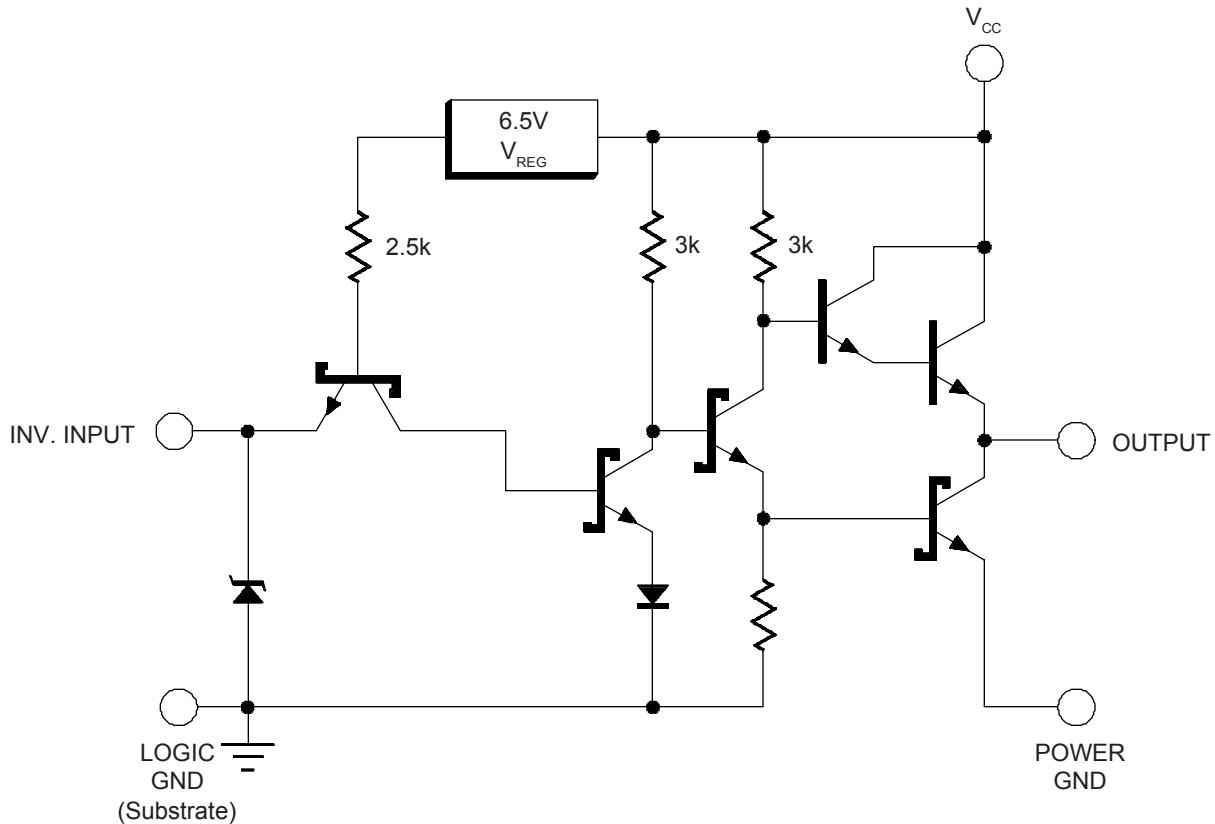 V_CC
6.5V
V_REG
2.5k
3k
3k
INV. INPUT
OUTPUT
LOGIC
GND
(Substrate)
POWER
GND